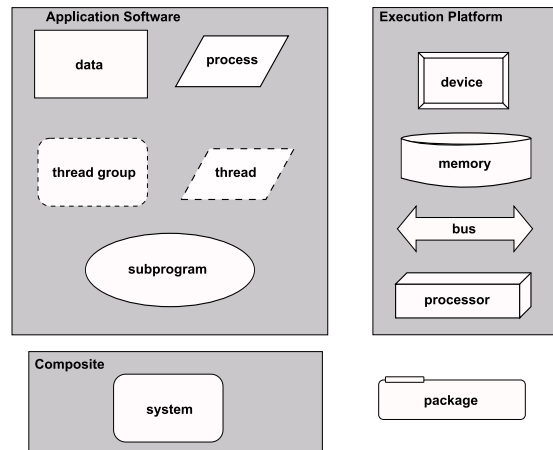 Application Software
data
process
thread group
thread
subprogram
Execution Platform
device
memory
bus
processor
Composite
system
package